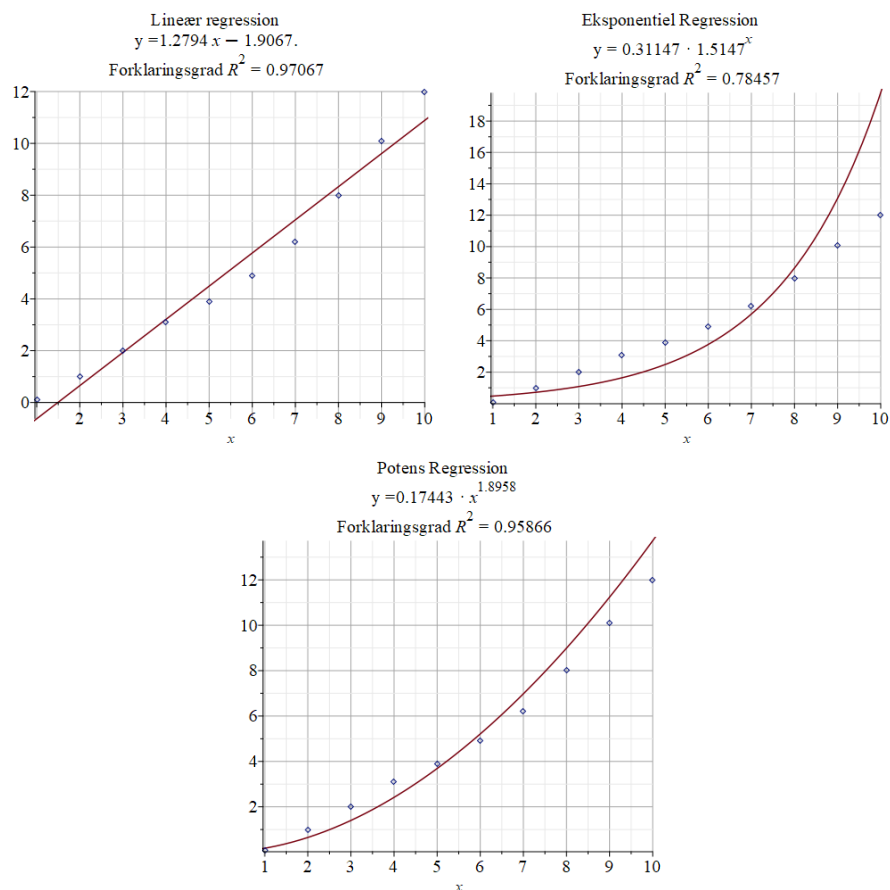 Lineær regression
y =1.2794 x − 1.9067.
Forklaringsgrad R² = 0.97067
12
10
8
6
4
2
0
2 3 4 5 6 7 8 9 10
x
Eksponentiel Regression
y = 0.31147 · 1.5147^x
Forklaringsgrad R² = 0.78457
18
16
14
12
10
8
6
4
2
1 2 3 4 5 6 7 8 9 10
x
Potens Regression
y =0.17443 · x^1.8958
Forklaringsgrad R² = 0.95866
12
10
8
6
4
2
1 2 3 4 5 6 7 8 9 10
x